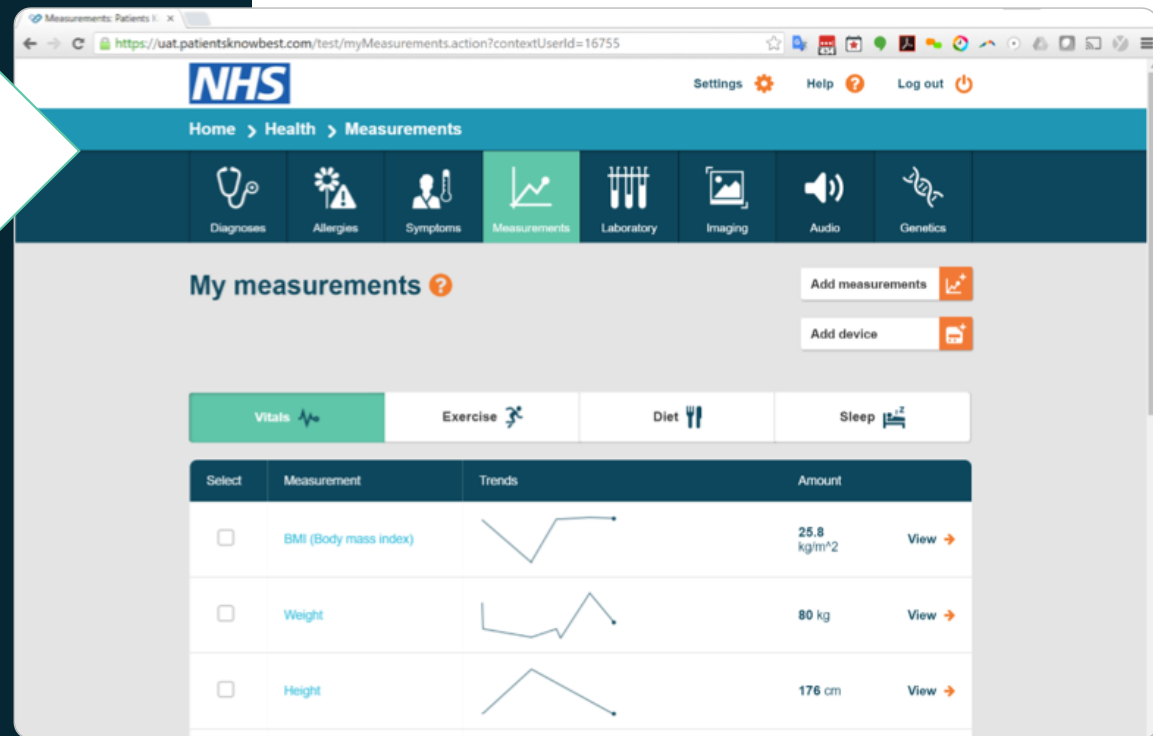 Measurements: Patients K
https://uat.patientsknowbest.com/test/myMeasurements.action?contextUserId=16755
NHS
Settings Help ? Log out
Home > Health > Measurements
Diagnoses Allergies Symptoms Measurements Laboratory Imaging Audio Genetics
My measurements ?
Add measurements
Add device
Vitals Exercise Diet Sleep
Select Measurement Trends Amount
BMI (Body mass index) 25.8 View
kg/m^2
Weight 80 kg View
Height 176 cm View